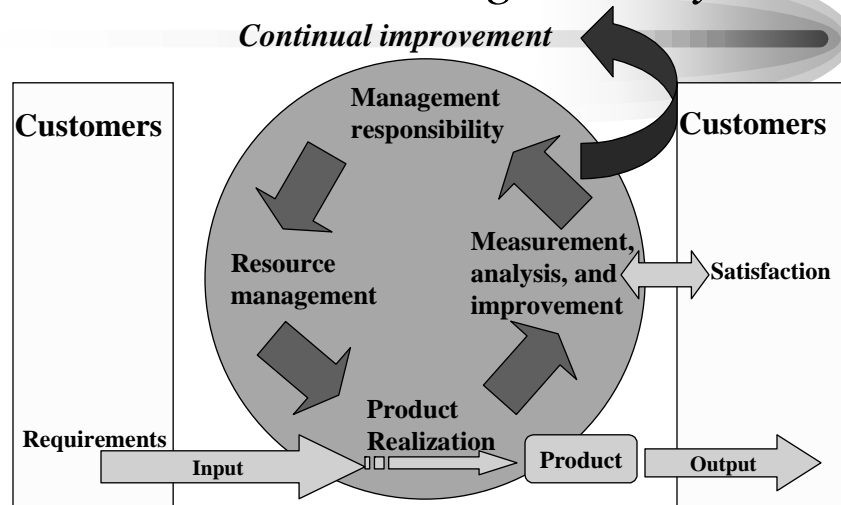 Continual improvement
Customers
Management
responsibility
Customers
Resource
management
Measurement,
analysis, and
improvement
Satisfaction
Product
Realization
Requirements
Input
Product
Output